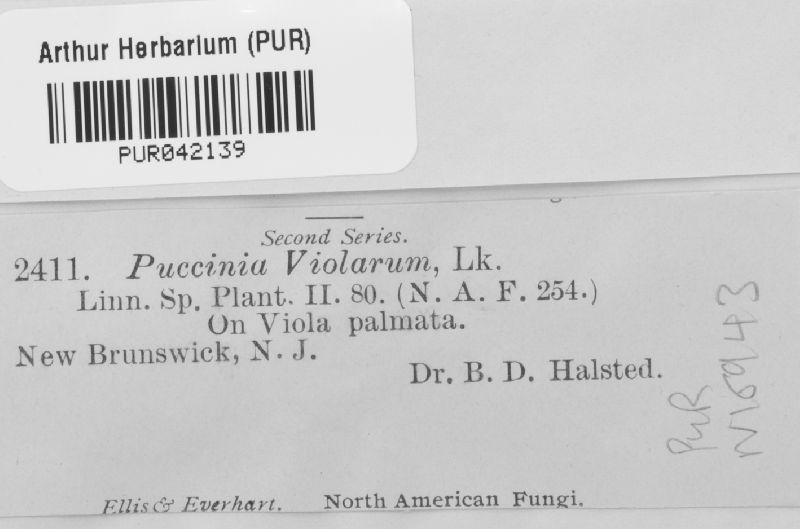 Arthur Herbarium (PUR)
PUR042139
Second Series.
2411. Puccinia Violarum, Lk.
Linn. Sp. Plant. II. 80. (N. A. F. 254.)
On Viola palmata.
New Brunswick, N. J.
Dr. B. D. Halsted.
PUR
Ellis & Everhart. North American Fungi.